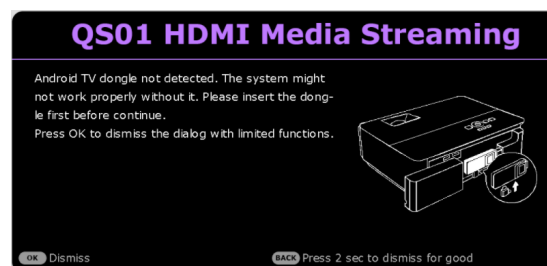 QS01 HDMI Media Streaming
Android TV dongle not detected. The system might
not work properly without it. Please insert the dong-
le first before continue.
Press OK to dismiss the dialog with limited functions.
OK Dismiss
BACK Press 2 sec to dismiss for good